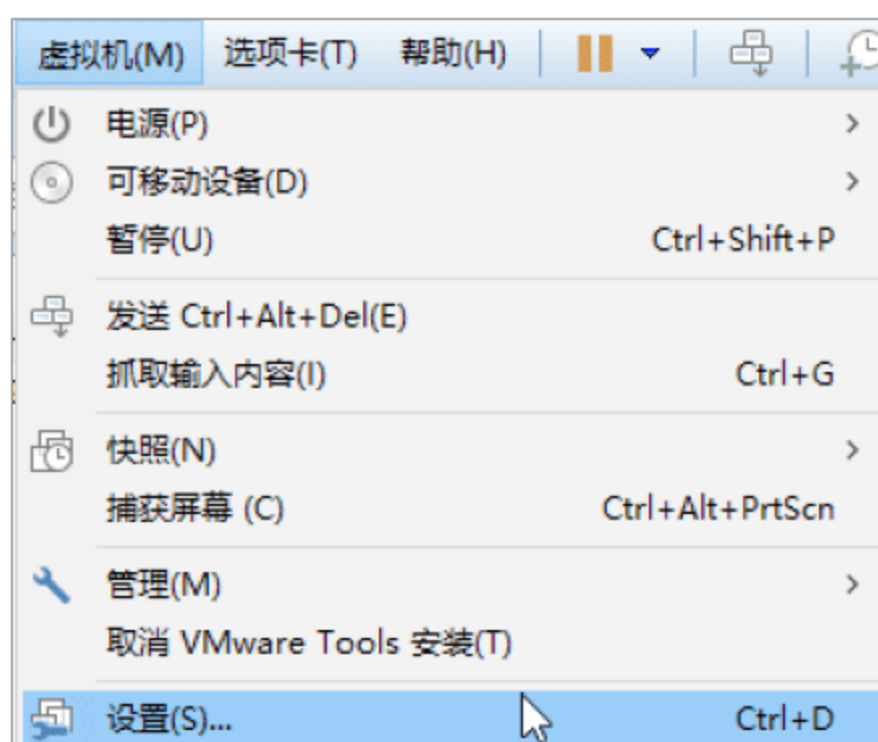 虚拟机(M) 选项卡(T) 帮助(H)
电源(P)
可移动设备(D)
暂停(U) Ctrl+Shift+P
发送 Ctrl+Alt+Del(E)
抓取输入内容(I) Ctrl+G
快照(N)
捕获屏幕 (C) Ctrl+Alt+PrtScn
管理(M)
取消 VMware Tools 安装(T)
设置(S)... Ctrl+D